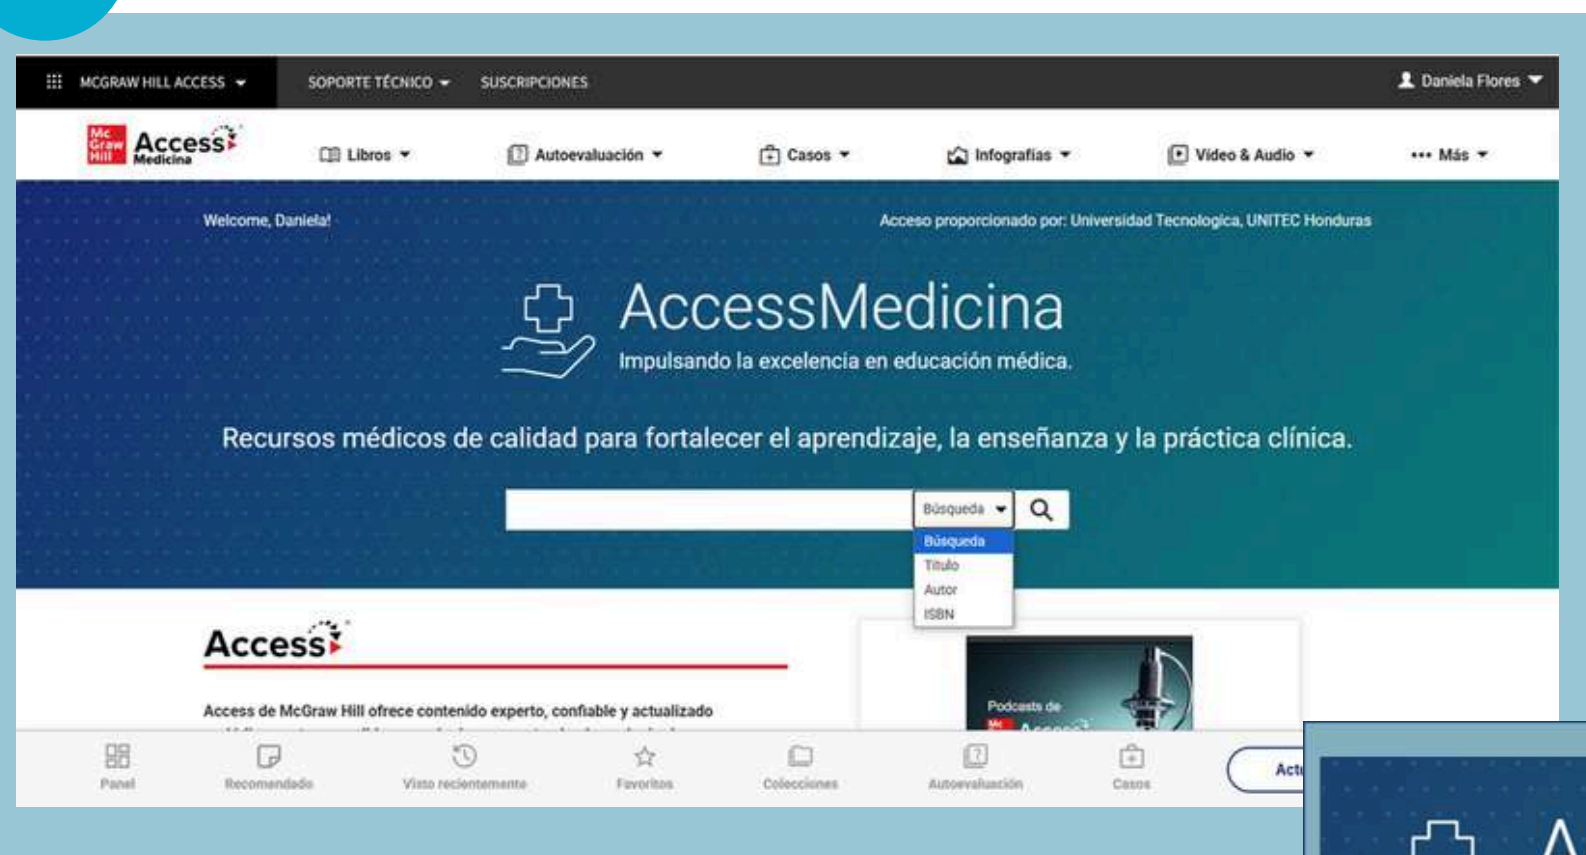 MCGRAW HILL ACCESS SOPORTE TÉCNICO SUSCRIPCIONES Daniela Flores
Mc Graw Hill Access Medicina Libros Autoevaluación Casos Infografías Video & Audio Más
Welcome, Daniela! Acceso proporcionado por: Universidad Tecnologica, UNITEC Honduras
AccessMedicina
Impulsando la excelencia en educación médica.
Recursos médicos de calidad para fortalecer el aprendizaje, la enseñanza y la práctica clínica.
Búsqueda
Búsqueda
Título
Autor
ISBN
Access
Access de McGraw Hill ofrece contenido experto, confiable y actualizado
Podcasts de
Mc Access
Panel Recomendado Visto recientemente Favoritos Colecciones Autoevaluación Casos Actu
A